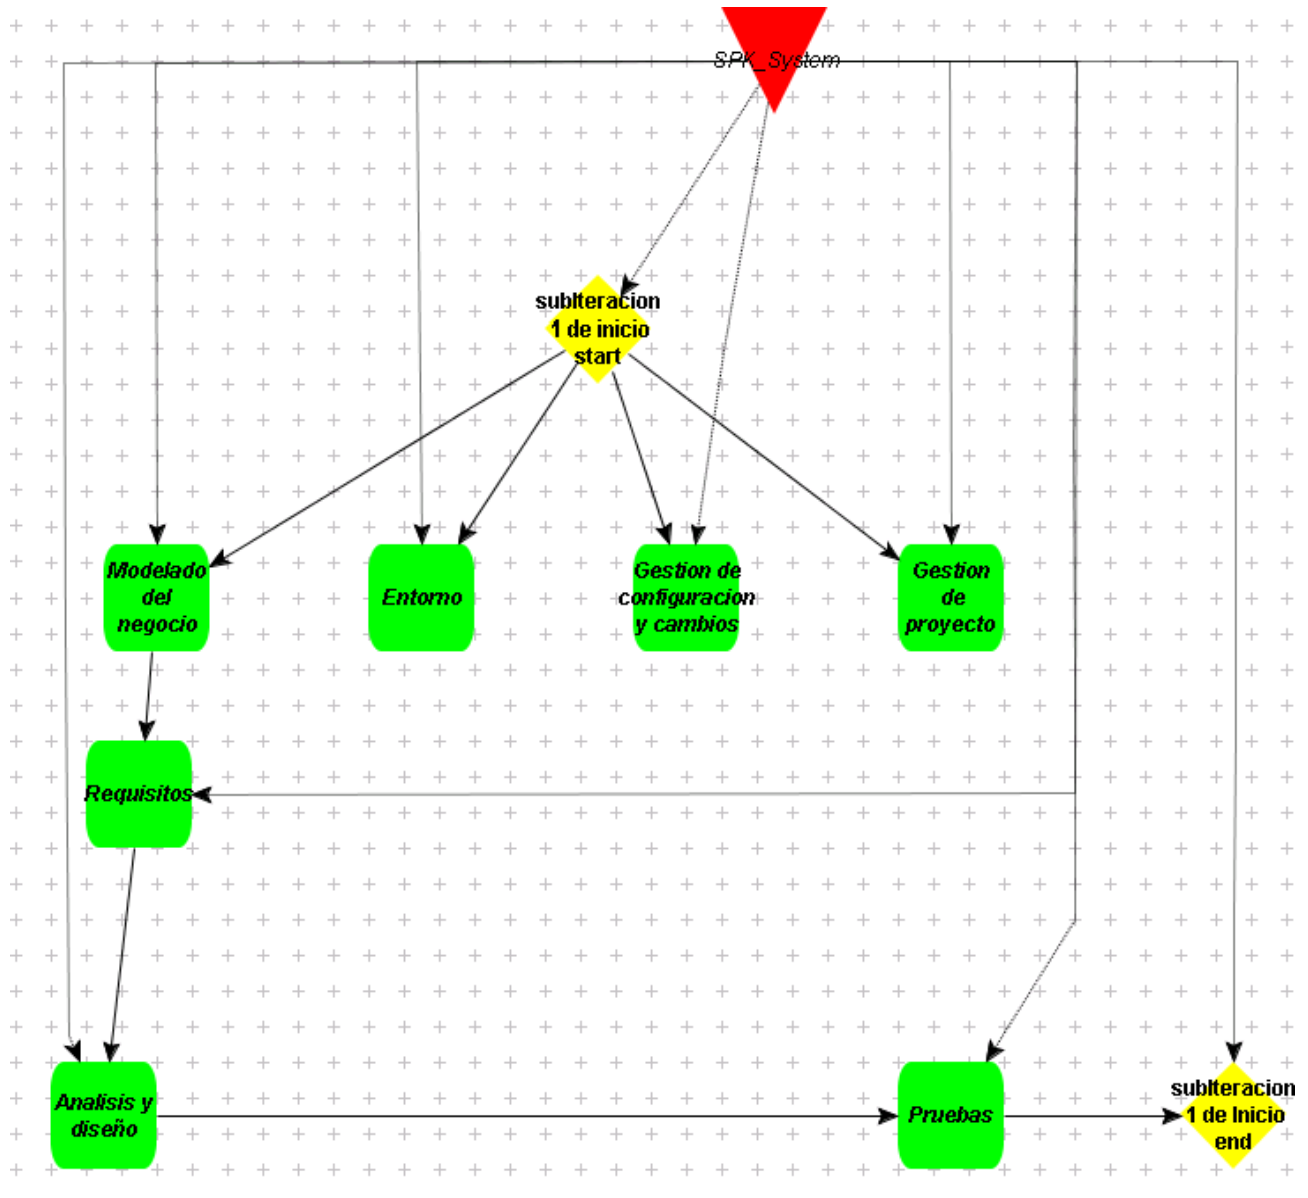 SPK_System
subIteracion
1 de inicio
start
Modelado
del
negocio
Entorno
Gestion de
configuracion
y cambios
Gestion
de
proyecto
Requisitos
Analisis y
diseño
Pruebas
subIteracion
1 de Inicio
end